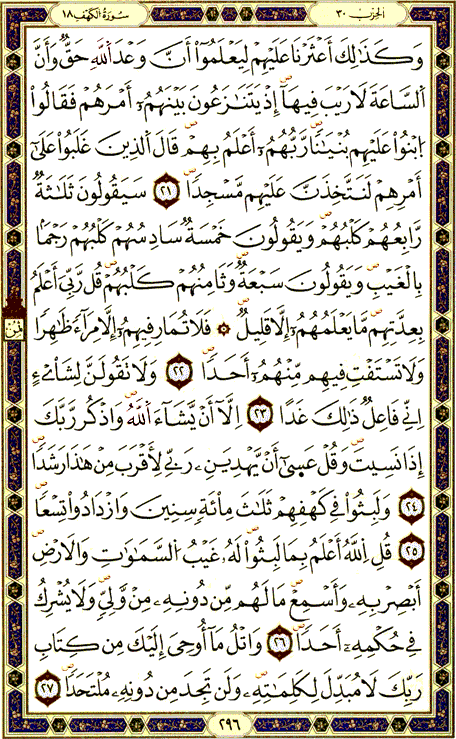 الحزب ٣٠ سورة الكهف ١٨
وَكَذَٰلِكَ أَعْثَرْنَا عَلَيْهِمْ لِيَعْلَمُوٓا۟ أَنَّ وَعْدَ ٱللَّهِ حَقٌّ وَأَنَّ
ٱلسَّاعَةَ لَا رَيْبَ فِيهَآ إِذْ يَتَنَٰزَعُونَ بَيْنَهُمُۥٓ أَمْرَهُمْ فَقَالُوا۟
ٱبْنُوا۟ عَلَيْهِم بُنْيَٰنًا رَّبُّهُمُۥٓ أَعْلَمُ بِهِمْ قَالَ ٱلَّذِينَ غَلَبُوا۟ عَلَىٰٓ
أَمْرِهِمْ لَنَتَّخِذَنَّ عَلَيْهِم مَّسْجِدًا ٢١ سَيَقُولُونَ ثَلَٰثَةٌ
رَّابِعُهُمْ كَلْبُهُمْ وَيَقُولُونَ خَمْسَةٌ سَادِسُهُمْ كَلْبُهُمْ رَجْمًۢا
بِٱلْغَيْبِ وَيَقُولُونَ سَبْعَةٌ وَثَامِنُهُمْ كَلْبُهُمْ قُل رَّبِّىَ أَعْلَمُ
بِعِدَّتِهِم مَّا يَعْلَمُهُمُۥٓ إِلَّا قَلِيلٌ ۞ فَلَا تُمَارِ فِيهِمُۥٓ إِلَّا مِرَآءً ظَٰهِرًا
وَلَا تَسْتَفْتِ فِيهِم مِّنْهُمُۥٓ أَحَدًا ٢٢ وَلَا تَقُولَنَّ لِشَا۟ىْءٍ
إِنِّى فَاعِلٌ ذَٰلِكَ غَدًا ٢٣ إِلَّآ أَن يَّشَآءَ ٱللَّهُ وَٱذْكُر رَّبَّكَ
إِذَا نَسِيتَ وَقُلْ عَسَىٰٓ أَن يَّهْدِيَنِۦ رَبِّى لِأَقْرَبَ مِنْ هَٰذَا رَشَدًا
٢٤ وَلَبِثُوا۟ فِى كَهْفِهِمْ ثَلَٰثَ مِا۟ئَةٍ سِنِينَ وَٱزْدَادُوا۟ تِسْعًا
٢٥ قُلِ ٱللَّهُ أَعْلَمُ بِمَا لَبِثُوا۟ لَهُۥ غَيْبُ ٱلسَّمَٰوَٰتِ وَٱلْأَرْضِ
أَبْصِرْ بِهِۦ وَأَسْمِعْ مَا لَهُم مِّن دُونِهِۦ مِنْ وَّلِىٍّ وَلَا يُشْرِكُ
فِى حُكْمِهِۦٓ أَحَدًا ٢٦ وَٱتْلُ مَآ أُوحِىَ إِلَيْكَ مِن كِتَابِ
رَبِّكَ لَا مُبَدِّلَ لِكَلِمَٰتِهِۦ وَلَن تَجِدَ مِن دُونِهِۦ مُلْتَحَدًا ٢٧
ثمن
٢٩٦